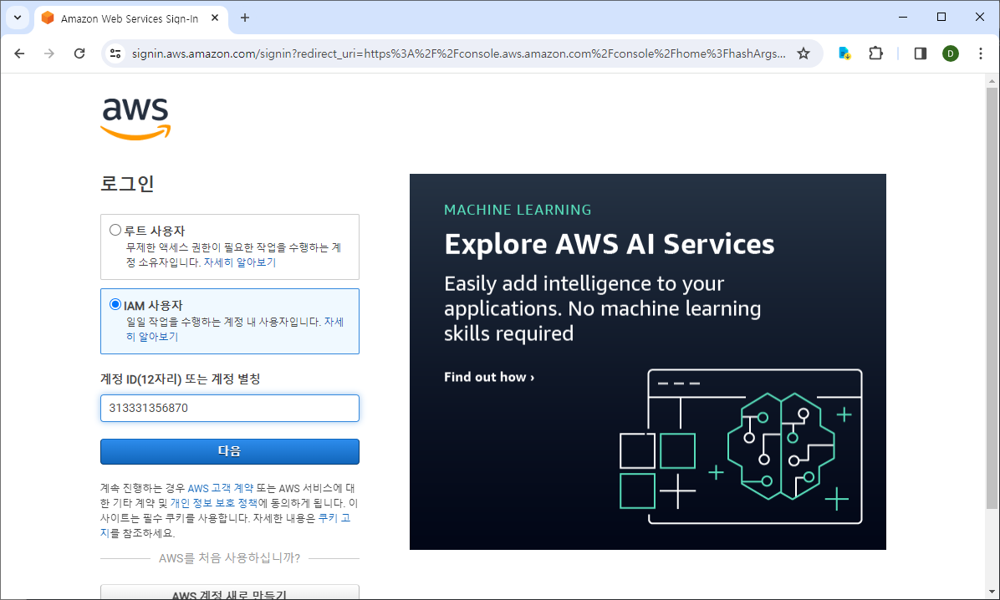 Amazon Web Services Sign-In
signin.aws.amazon.com/signin?redirect_uri=https%3A%2F%2Fconsole.aws.amazon.com%2Fconsole%2Fhome%3FhashArgs...
D
aws
로그인
루트 사용자
무제한 액세스 권한이 필요한 작업을 수행하는 계
정 소유자입니다. 자세히 알아보기
IAM 사용자
일일 작업을 수행하는 계정 내 사용자입니다. 자세
히 알아보기
계정 ID(12자리) 또는 계정 별칭
313331356870
다음
계속 진행하는 경우 AWS 고객 계약 또는 AWS 서비스에 대
한 기타 계약 및 개인 정보 보호 정책에 동의하게 됩니다. 이
사이트는 필수 쿠키를 사용합니다. 자세한 내용은 쿠키 고
지를 참조하세요.
AWS를 처음 사용하십니까?
AWS 계정 새로 만들기
MACHINE LEARNING
Explore AWS AI Services
Easily add intelligence to your
applications. No machine learning
skills required
Find out how ›